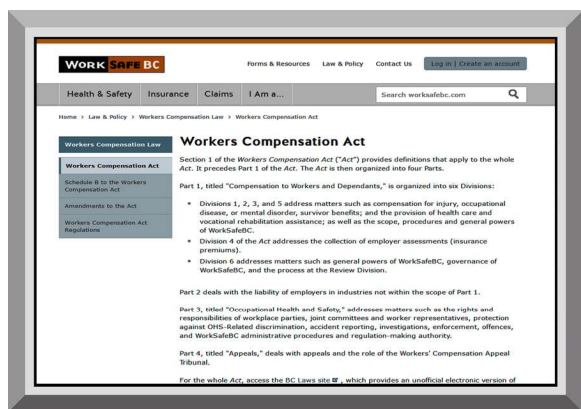 WORK SAFE BC
Forms & Resources Law & Policy Contact Us Log in | Create an account
Health & Safety Insurance Claims I Am a... Search worksafebc.com
Home > Law & Policy > Workers Compensation Law > Workers Compensation Act
Workers Compensation Law
Workers Compensation Act
Schedule B to the Workers
Compensation Act
Amendments to the Act
Workers Compensation Act
Regulations
Workers Compensation Act
Section 1 of the Workers Compensation Act ("Act") provides definitions that apply to the whole
Act. It precedes Part 1 of the Act. The Act is then organized into four Parts.
Part 1, titled "Compensation to Workers and Dependants," is organized into six Divisions:
• Divisions 1, 2, 3, and 5 address matters such as compensation for injury, occupational
disease, or mental disorder, survivor benefits; and the provision of health care and
vocational rehabilitation assistance; as well as the scope, procedures and general powers
of WorkSafeBC.
• Division 4 of the Act addresses the collection of employer assessments (insurance
premiums).
• Division 6 addresses matters such as general powers of WorkSafeBC, governance of
WorkSafeBC, and the process at the Review Division.
Part 2 deals with the liability of employers in industries not within the scope of Part 1.
Part 3, titled "Occupational Health and Safety," addresses matters such as the rights and
responsibilities of workplace parties, joint committees and worker representatives, protection
against OHS-Related discrimination, accident reporting, investigations, enforcement, offences,
and WorkSafeBC administrative procedures and regulation-making authority.
Part 4, titled "Appeals," deals with appeals and the role of the Workers' Compensation Appeal
Tribunal.
For the whole Act, access the BC Laws site , which provides an unofficial electronic version of